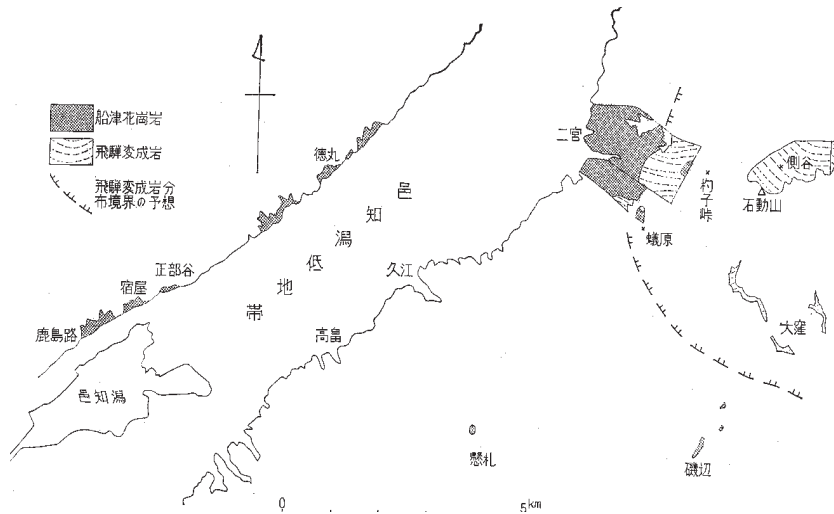 船津花崗岩
飛騨変成岩
飛騨変成岩分
布境界の予想
徳丸
二宮
側谷
石動山
杓子峠
蟻原
邑知潟低地帯
久江
正部谷
宿屋
鹿島路
高畠
大窪
邑知潟
懸札
磯辺
0
5km